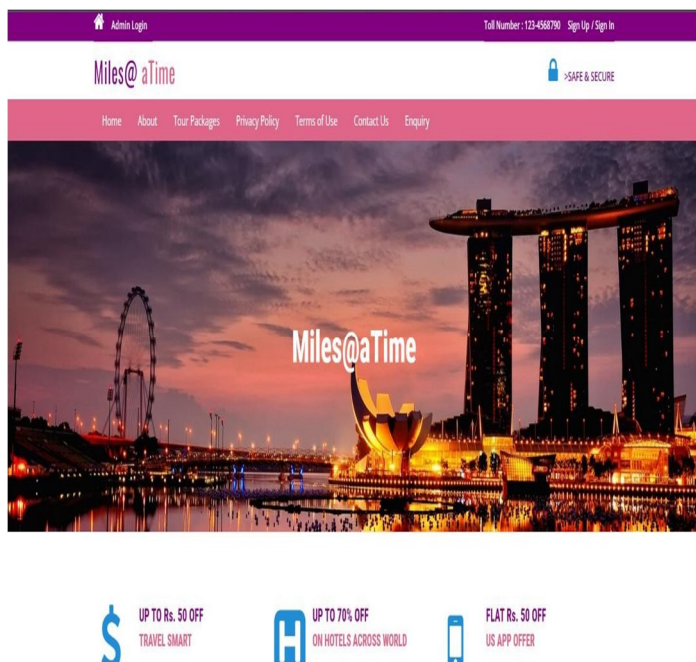 Admin Login
Toll Number : 123-4568790 Sign Up / Sign In
Miles@ aTime
>SAFE & SECURE
Home About Tour Packages Privacy Policy Terms of Use Contact Us Enquiry
Miles@aTime
UP TO Rs. 50 OFF
TRAVEL SMART
UP TO 70% OFF
ON HOTELS ACROSS WORLD
FLAT Rs. 50 OFF
US APP OFFER